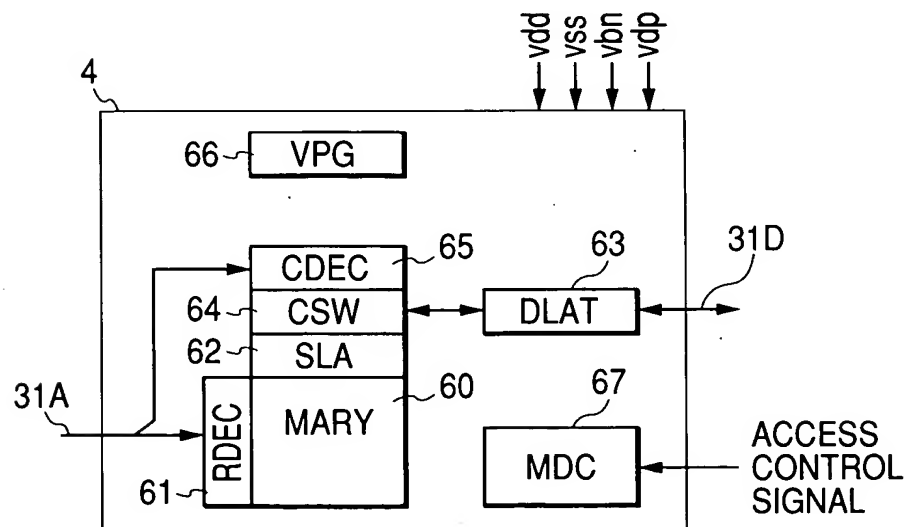 vdd
vss
vbn
vdp
4
66
VPG
65
CDEC
63
31D
64
CSW
DLAT
62
SLA
31A
RDEC
MARY
60
67
61
MDC
ACCESS
CONTROL
SIGNAL